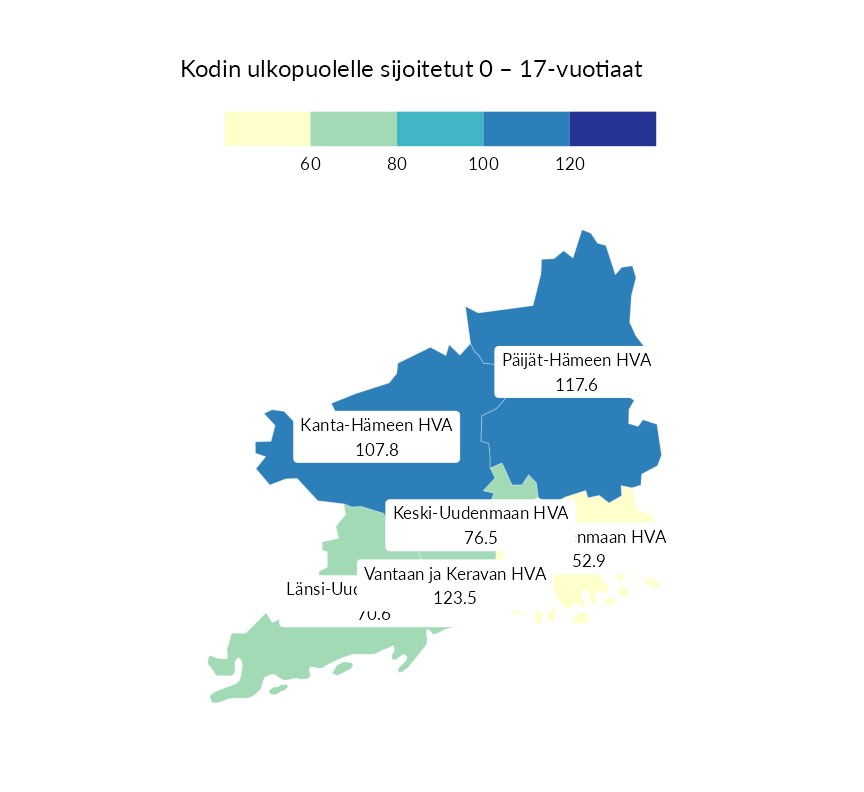 Kodin ulkopuolelle sijoitetut 0 – 17-vuotiaat
60 80 100 120
Päijät-Hämeen HVA
117.6
Kanta-Hämeen HVA
107.8
Keski-Uudenmaan HVA
76.5
nmaan HVA
52.9
Vantaan ja Keravan HVA
123.5
Länsi-Uu
70.6